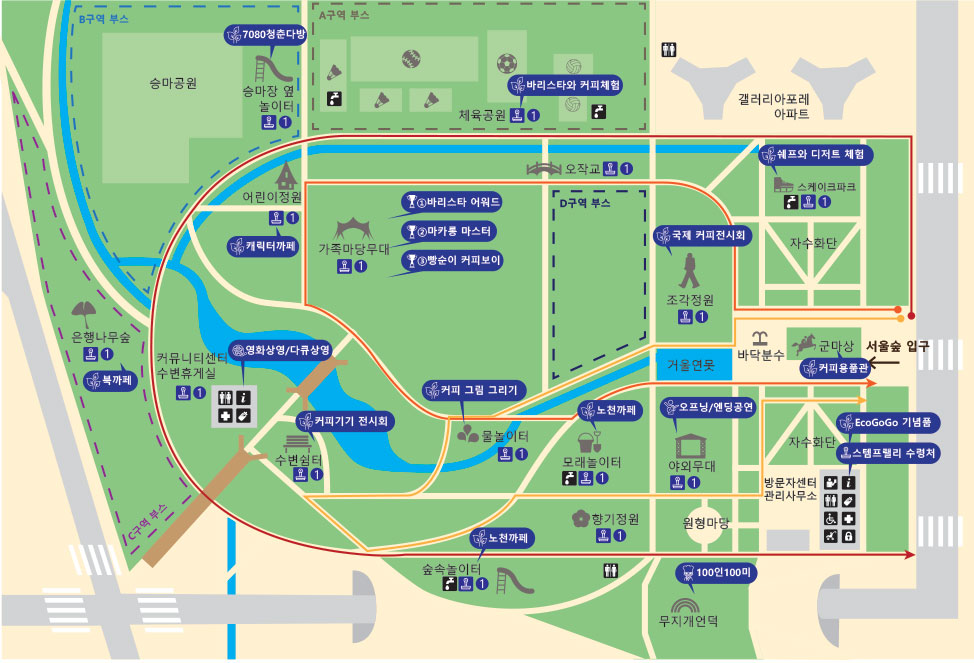 B구역 부스
A구역 부스
7080청춘다방
승마공원
승마장 옆
놀이터
1
바리스타와 커피체험
체육공원
1
갤러리아포레
아파트
쉐프와 디저트 체험
스케이크파크
1
오작교
1
어린이정원
1
캐릭터까페
D구역 부스
①바리스타 어워드
②마카롱 마스터
③빵순이 커피보이
가족마당무대
1
국제 커피전시회
조각정원
1
자수화단
은행나무숲
1
북까페
영화상영/다큐상영
커뮤니티센터
수변휴게실
1
i
바닥분수
군마상
서울숲 입구
커피용품관
거울연못
커피 그림 그리기
물놀이터
1
커피기기 전시회
수변쉼터
1
노천까페
모래놀이터
1
오프닝/앤딩공연
야외무대
1
EcoGoGo 기념품
자수화단
스템프랠리 수령처
방문자센터
관리사무소
i
C구역 부스
향기정원
1
원형마당
노천까페
숲속놀이터
1
100인100미
무지개언덕